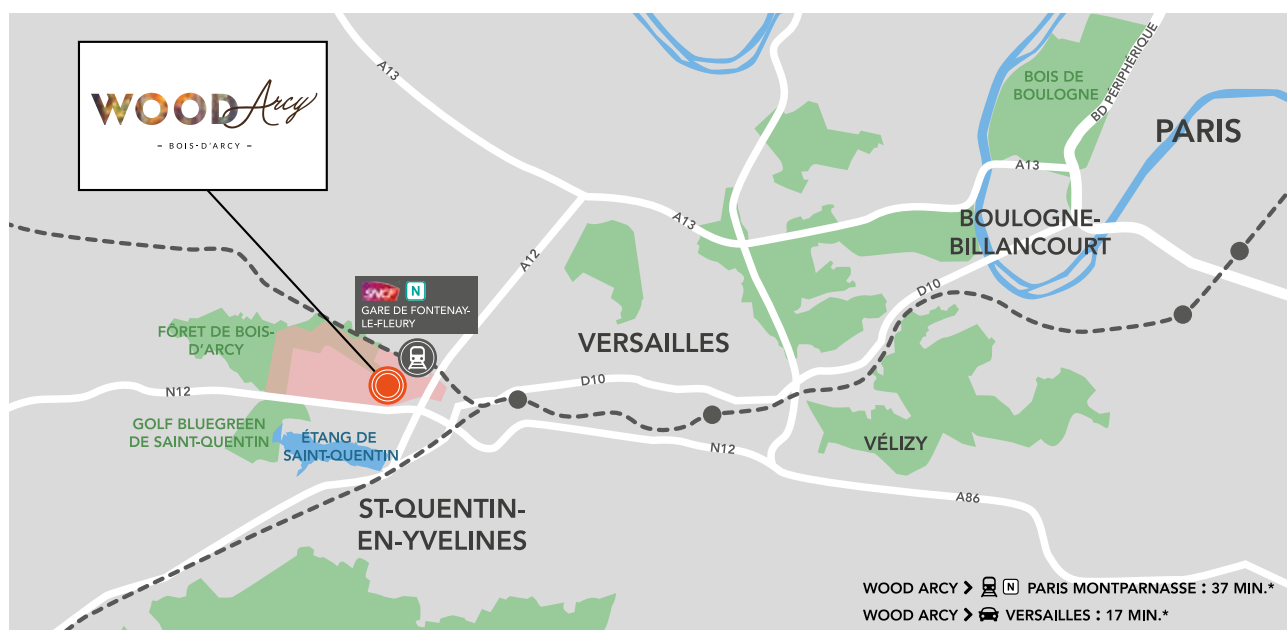 WOOD Arcy
– BOIS-D'ARCY –
A13
BD PÉRIPHÉRIQUE
BOIS DE
BOULOGNE
PARIS
A13
A13
BOULOGNE-
BILLANCOURT
A12
D10
SNCF N
GARE DE FONTENAY-
LE-FLEURY
FÔRET DE BOIS-
D'ARCY
VERSAILLES
N12
D10
GOLF BLUEGREEN
DE SAINT-QUENTIN
ÉTANG DE
SAINT-QUENTIN
VÉLIZY
N12
A86
ST-QUENTIN-
EN-YVELINES
WOOD ARCY > N PARIS MONTPARNASSE : 37 MIN.*
WOOD ARCY > VERSAILLES : 17 MIN.*